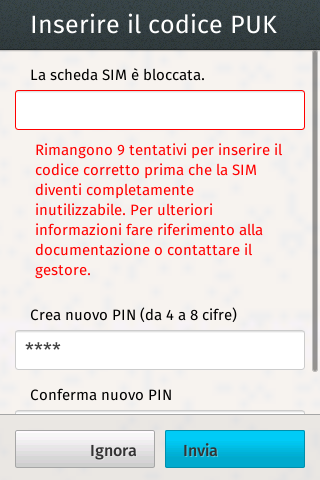 Inserire il codice PUK
La scheda SIM è bloccata.
Rimangono 9 tentativi per inserire il
codice corretto prima che la SIM
diventi completamente
inutilizzabile. Per ulteriori
informazioni fare riferimento alla
documentazione o contattare il
gestore.
Crea nuovo PIN (da 4 a 8 cifre)
****
Conferma nuovo PIN
Ignora
Invia